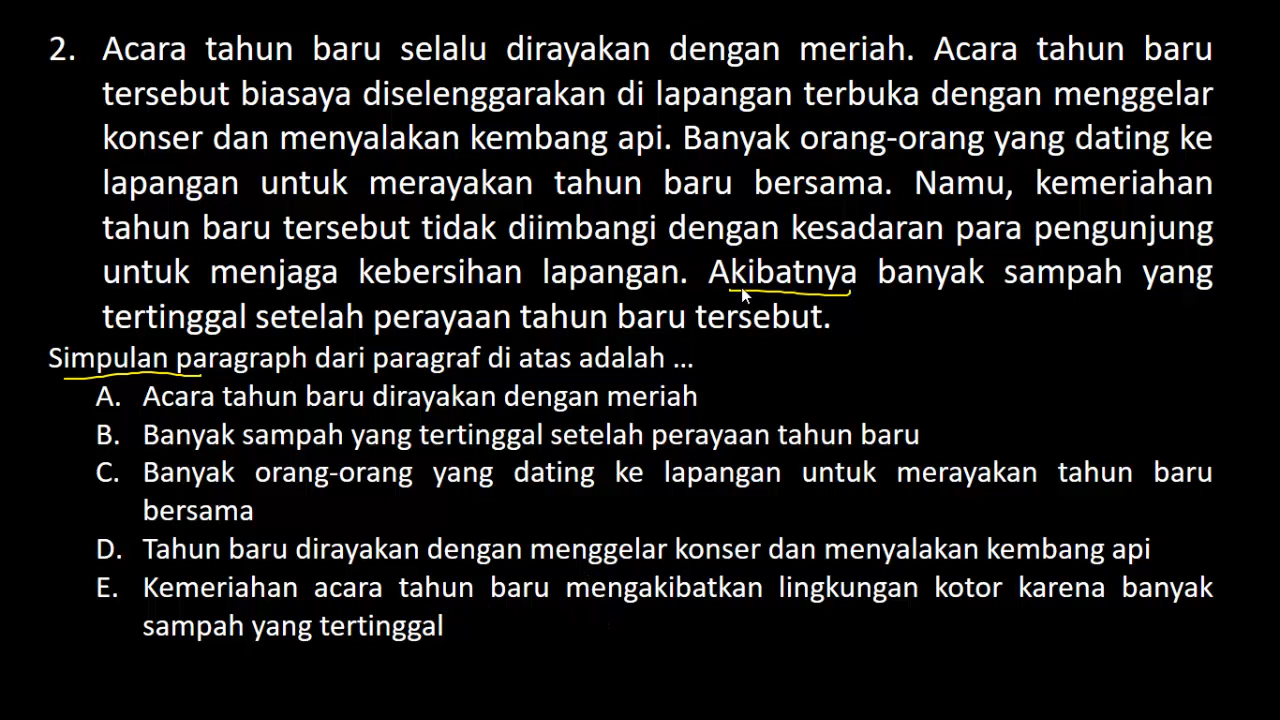 2. Acara tahun baru selalu dirayakan dengan meriah. Acara tahun baru
tersebut biasaya diselenggarakan di lapangan terbuka dengan menggelar
konser dan menyalakan kembang api. Banyak orang-orang yang dating ke
lapangan untuk merayakan tahun baru bersama. Namu, kemeriahan
tahun baru tersebut tidak diimbangi dengan kesadaran para pengunjung
untuk menjaga kebersihan lapangan. Akibatnya banyak sampah yang
tertinggal setelah perayaan tahun baru tersebut.
Simpulan paragraph dari paragraf di atas adalah ...
A. Acara tahun baru dirayakan dengan meriah
B. Banyak sampah yang tertinggal setelah perayaan tahun baru
C. Banyak orang-orang yang dating ke lapangan untuk merayakan tahun baru
bersama
D. Tahun baru dirayakan dengan menggelar konser dan menyalakan kembang api
E. Kemeriahan acara tahun baru mengakibatkan lingkungan kotor karena banyak
sampah yang tertinggal